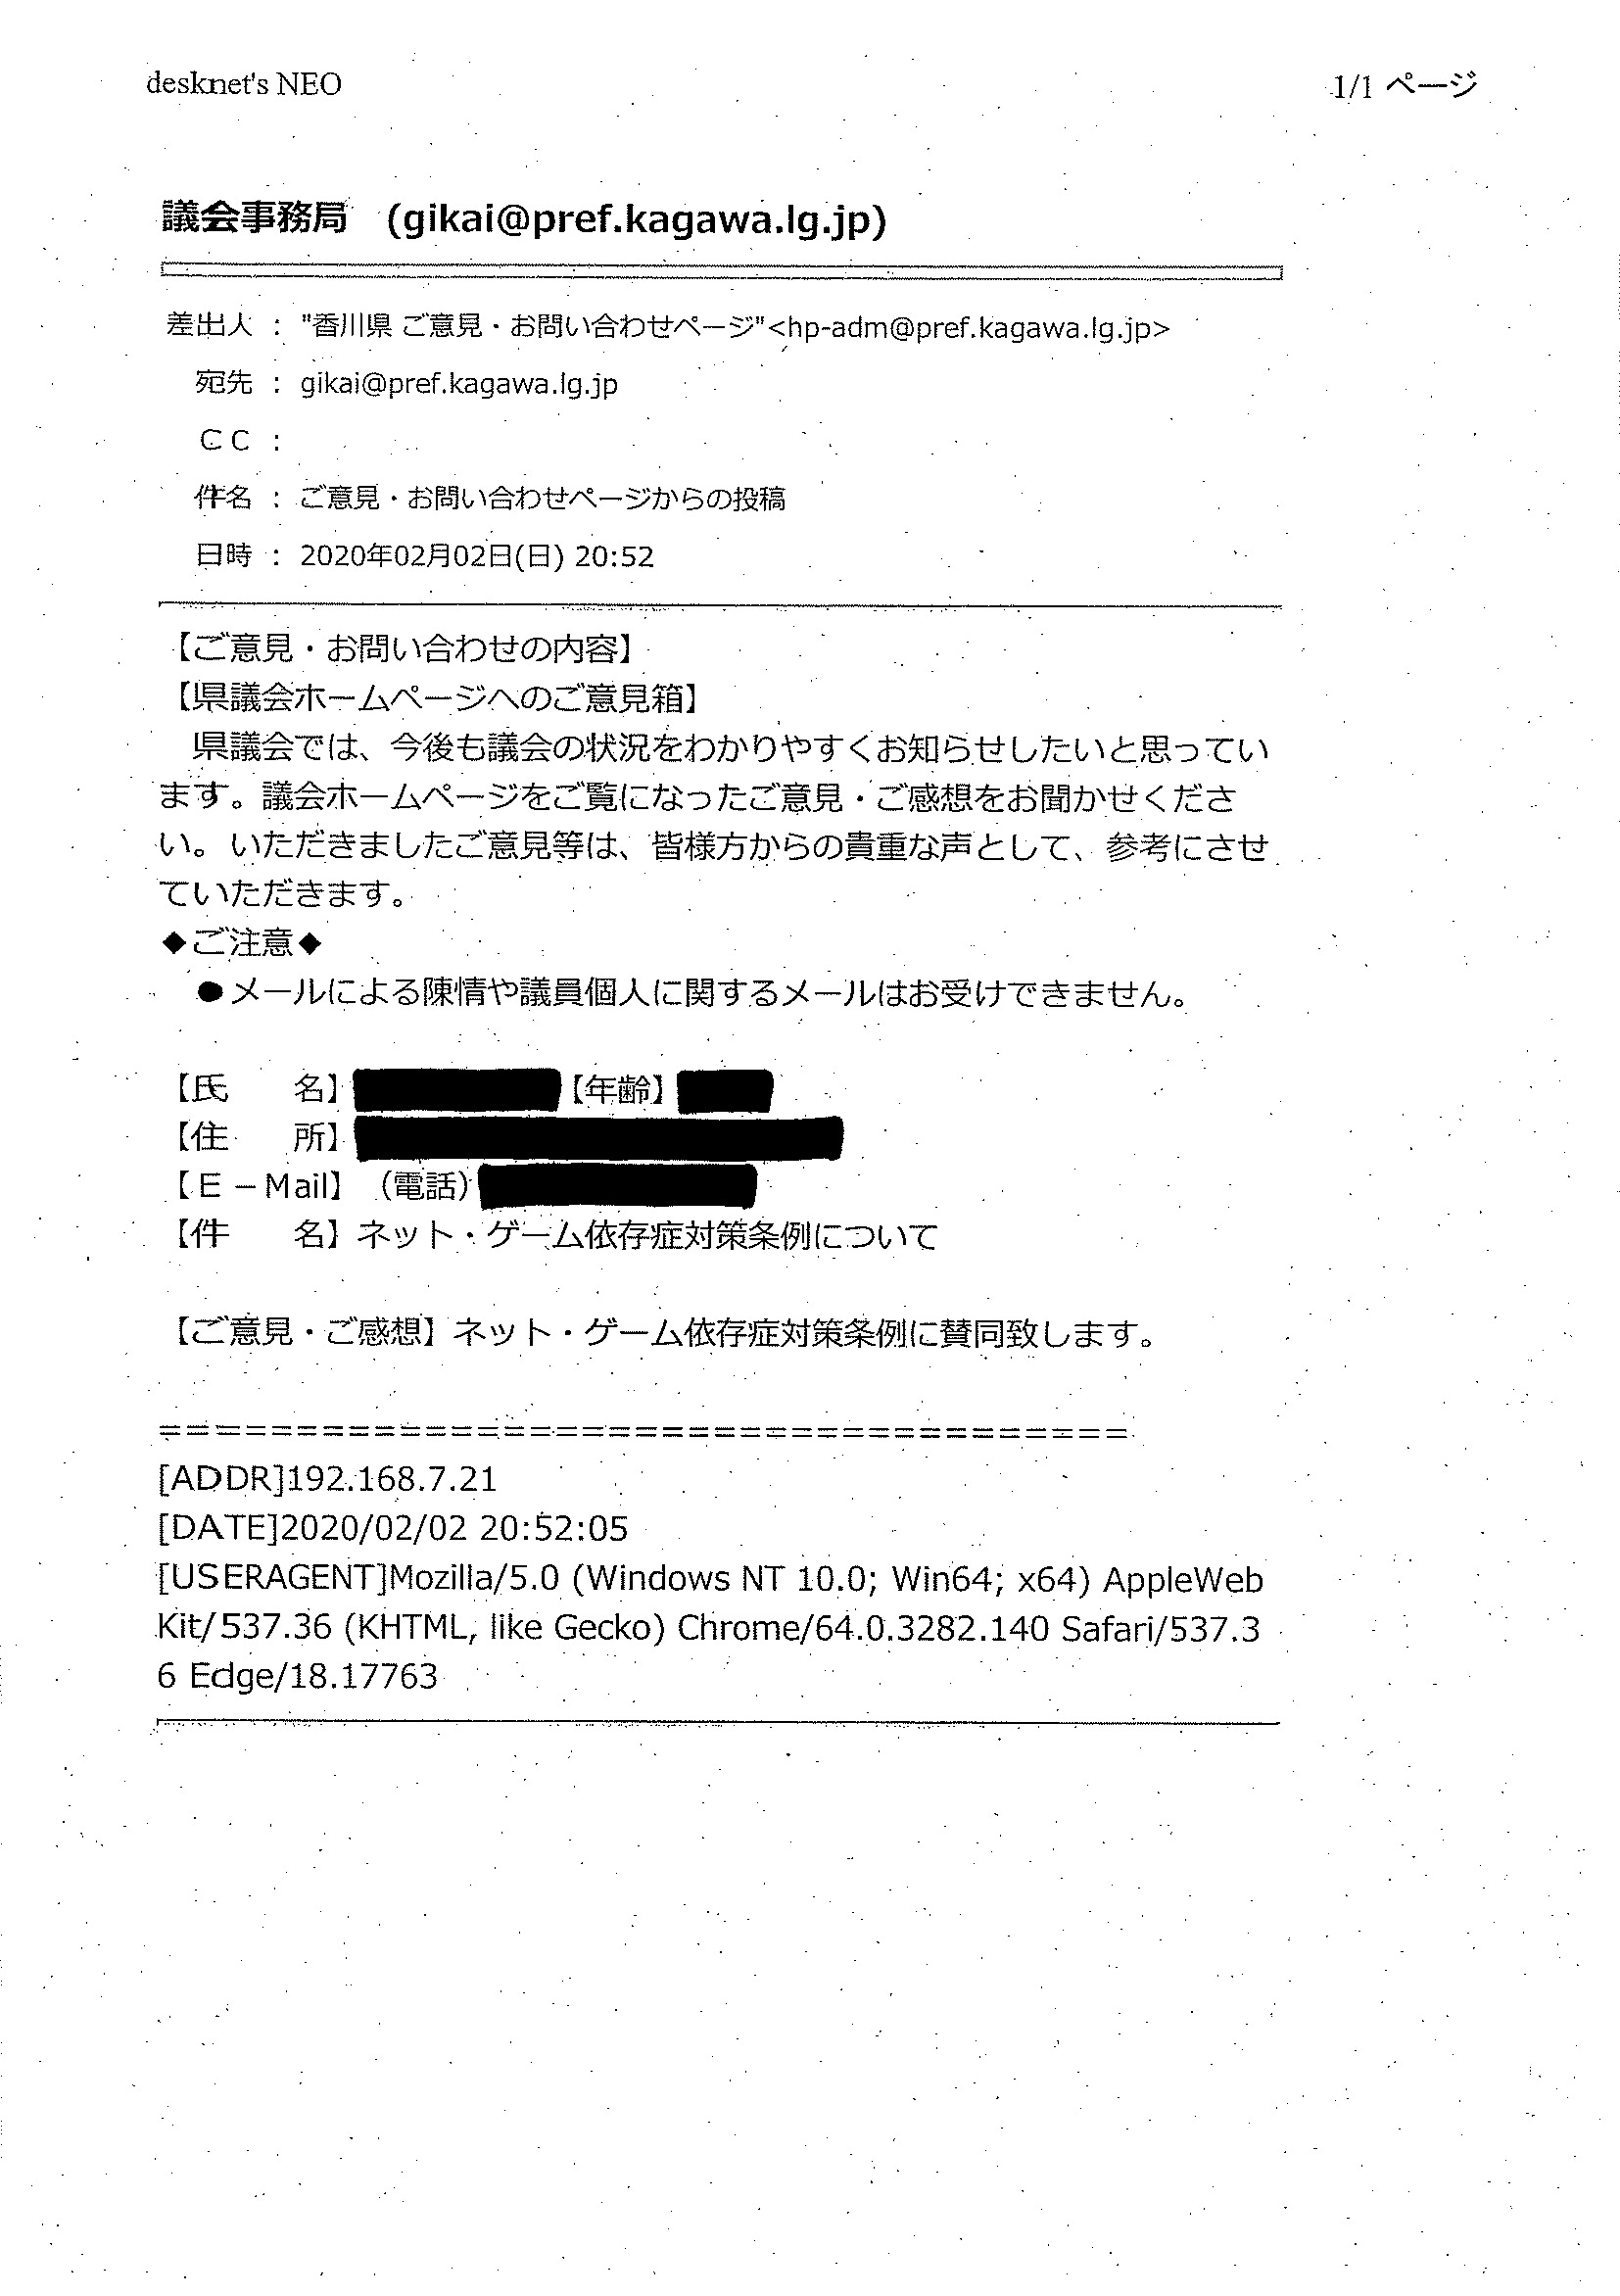 desknet's NEO
1/1 ページ
議会事務局 (gikai@pref.kagawa.lg.jp)
差出人 : "香川県 ご意見・お問い合わせページ"<hp-adm@pref.kagawa.lg.jp>
宛先 : gikai@pref.kagawa.lg.jp
ＣＣ :
件名 : ご意見・お問い合わせページからの投稿
日時 : 2020年02月02日(日) 20:52
【ご意見・お問い合わせの内容】
【県議会ホームページへのご意見箱】
　県議会では、今後も議会の状況をわかりやすくお知らせしたいと思ってい
ます。議会ホームページをご覧になったご意見・ご感想をお聞かせくださ
い。いただきましたご意見等は、皆様方からの貴重な声として、参考にさせ
ていただきます。
◆ご注意◆
　●メールによる陳情や議員個人に関するメールはお受けできません。
【氏　　名】【年齢】
【住　　所】
【Ｅ－Mail】（電話）
【件　　名】ネット・ゲーム依存症対策条例について
【ご意見・ご感想】ネット・ゲーム依存症対策条例に賛同致します。
======================================
[ADDR]192.168.7.21
[DATE]2020/02/02 20:52:05
[USERAGENT]Mozilla/5.0 (Windows NT 10.0; Win64; x64) AppleWeb
Kit/537.36 (KHTML, like Gecko) Chrome/64.0.3282.140 Safari/537.3
6 Edge/18.17763